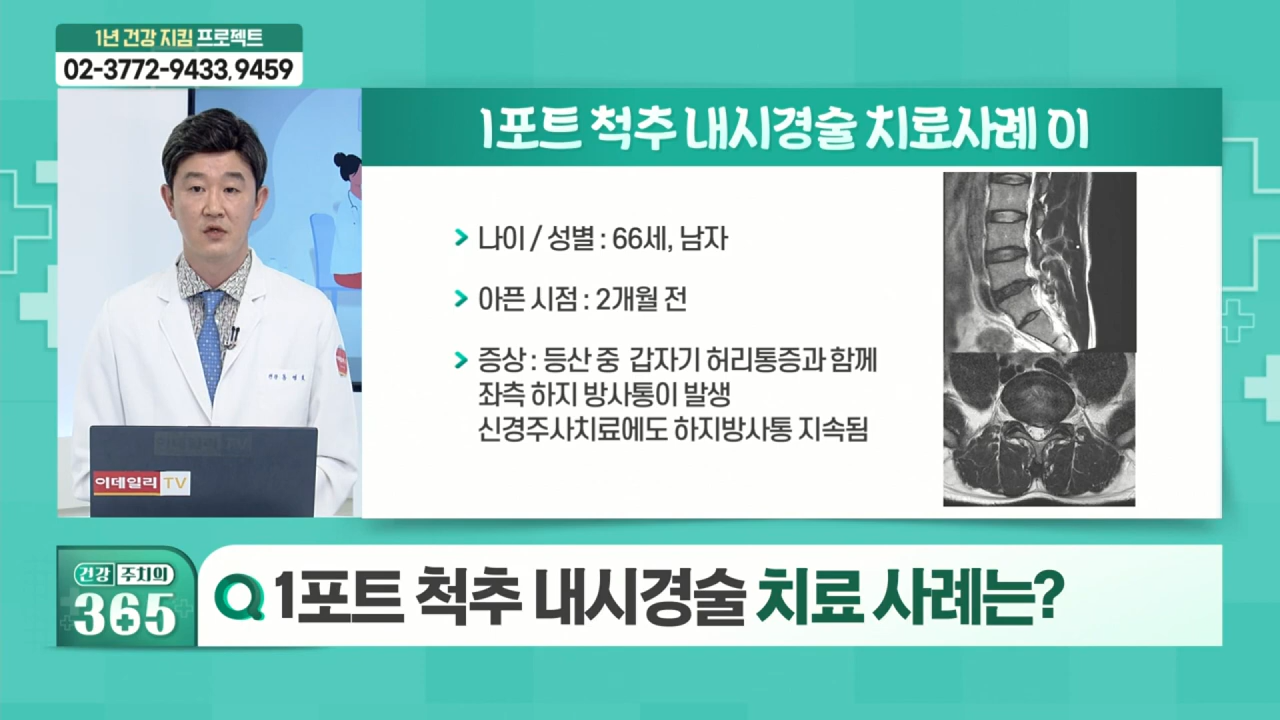 1년 건강 지킴 프로젝트
02-3772-9433, 9459
1포트 척추 내시경술 치료사례 01
나이 / 성별 : 66세, 남자
아픈 시점 : 2개월 전
증상 : 등산 중 갑자기 허리통증과 함께
좌측 하지 방사통이 발생
신경주사치료에도 하지방사통 지속됨
이데일리 TV
건강 주치의
365
Q 1포트 척추 내시경술 치료 사례는?